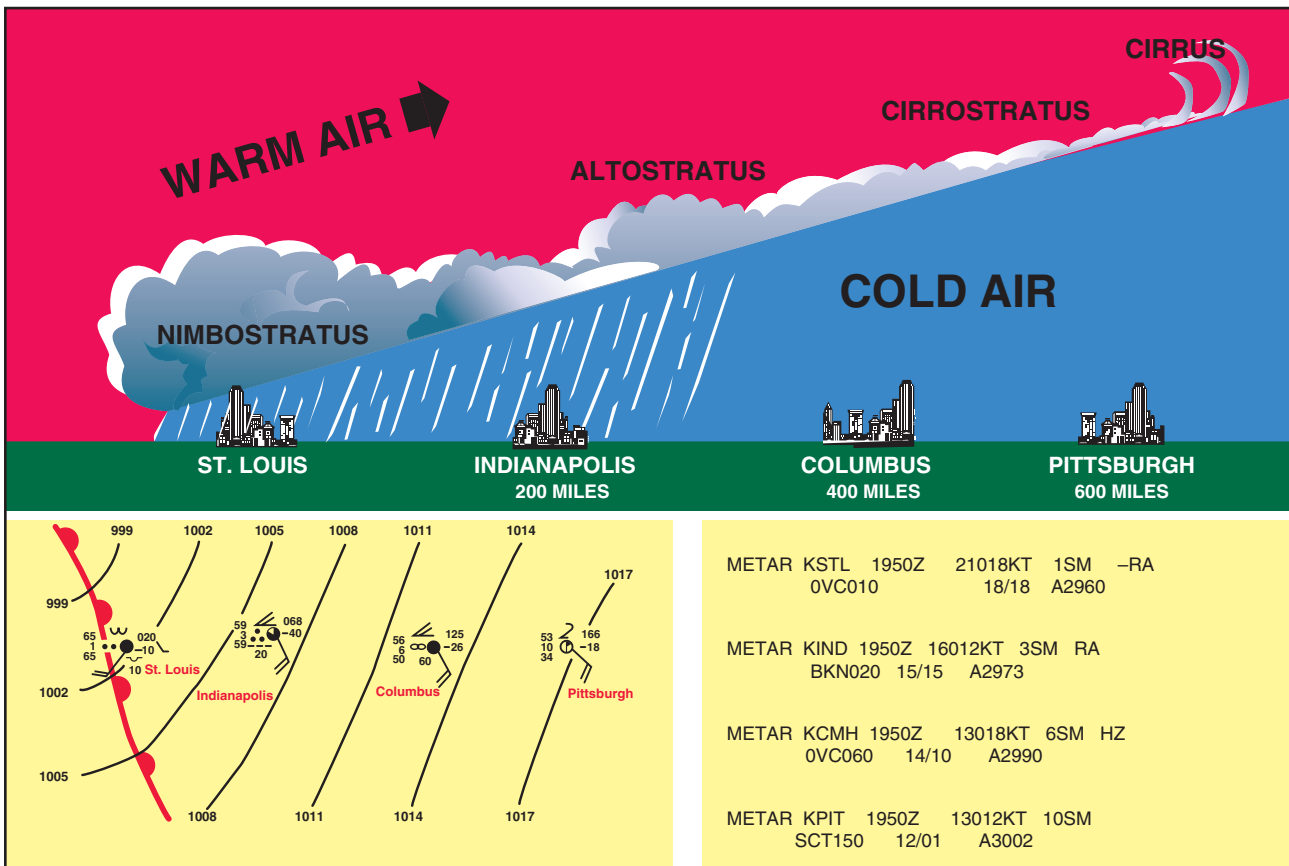 CIRRUS
CIRROSTRATUS
WARM AIR
ALTOSTRATUS
COLD AIR
NIMBOSTRATUS
ST. LOUIS
INDIANAPOLIS
200 MILES
COLUMBUS
400 MILES
PITTSBURGH
600 MILES
999 1002 1005 1008 1011 1014
1017
999
65 020
1 -10
65 10
St. Louis
59 068
3 -40
59 20
Indianapolis
56 125
6 -26
50 60
Columbus
53 166
10 -18
34
Pittsburgh
1002
1005
1008 1011 1014 1017
METAR KSTL 1950Z 21018KT 1SM –RA
0VC010 18/18 A2960
METAR KIND 1950Z 16012KT 3SM RA
BKN020 15/15 A2973
METAR KCMH 1950Z 13018KT 6SM HZ
0VC060 14/10 A2990
METAR KPIT 1950Z 13012KT 10SM
SCT150 12/01 A3002